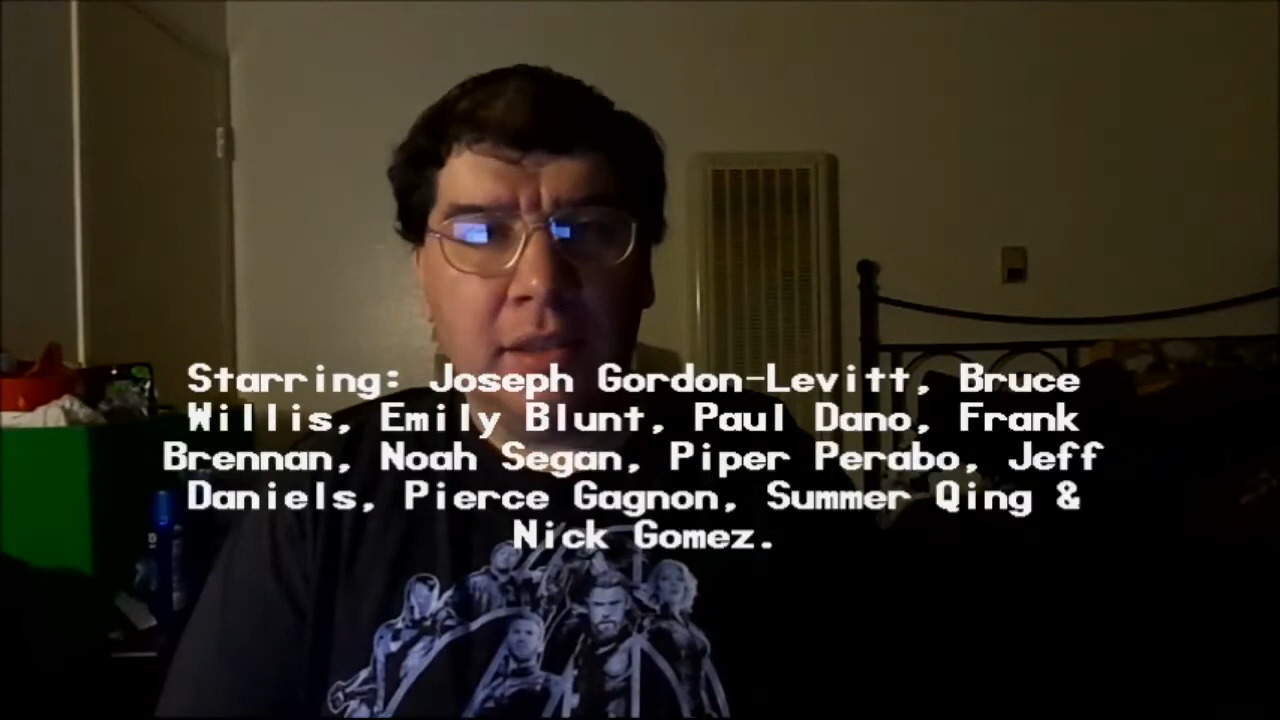 Starring: Joseph Gordon-Levitt, Bruce
Willis, Emily Blunt, Paul Dano, Frank
Brennan, Noah Segan, Piper Perabo, Jeff
Daniels, Pierce Gagnon, Summer Qing &
Nick Gomez.